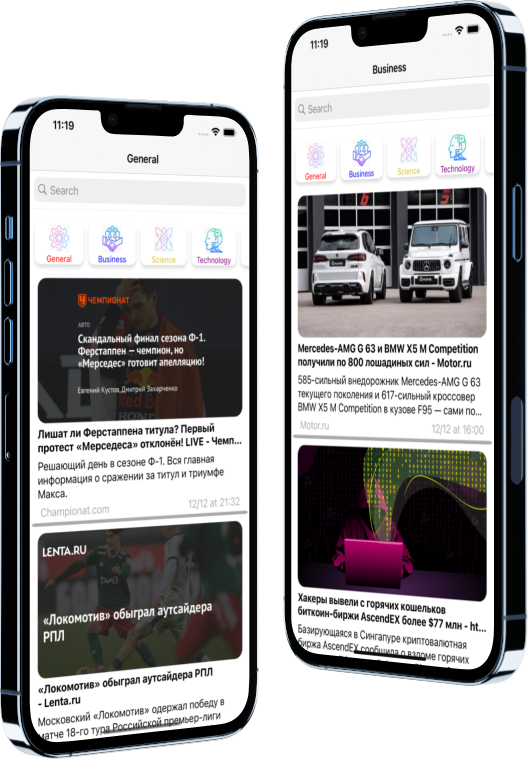 11:19
General
Search
General
Business
Science
Technology
ЧЕМПИОНАТ
АВТО
Скандальный финал сезона Ф-1.
Ферстаппен — чемпион, но
«Мерседес» готовит апелляцию!
Евгений Кустов, Дмитрий Захарченко
Лишат ли Ферстаппена титула? Первый
протест «Мерседеса» отклонён! LIVE - Чемп...
Решающий день в сезоне Ф-1. Вся главная
информация о сражении за титул и триумфе
Макса.
Championat.com
12/12 at 21:32
LENTA.RU
«Локомотив» обыграл аутсайдера
РПЛ
«Локомотив» обыграл аутсайдера РПЛ
- Lenta.ru
Московский «Локомотив» одержал победу в
матче 18-го тура Российской премьер-лиги
11:19
Business
Search
General
Business
Science
Technology
Mercedes-AMG G 63 и BMW X5 M Competition
получили по 800 лошадиных сил - Motor.ru
585-сильный внедорожник Mercedes-AMG G 63
текущего поколения и 617-сильный кроссовер
BMW X5 M Competition в кузове F95 — сами по...
Motor.ru
12/12 at 16:00
Хакеры вывели с горячих кошельков
биткоин-биржи AscendEX более $77 млн - ht...
Базирующаяся в Сингапуре криптовалютная
биржа AscendEX сообщила о взломе горячих